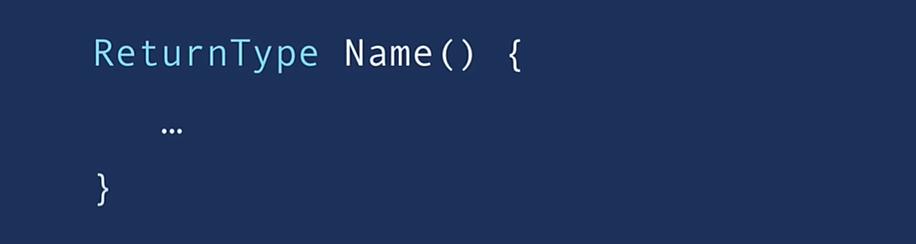 ReturnType Name() {
…
}